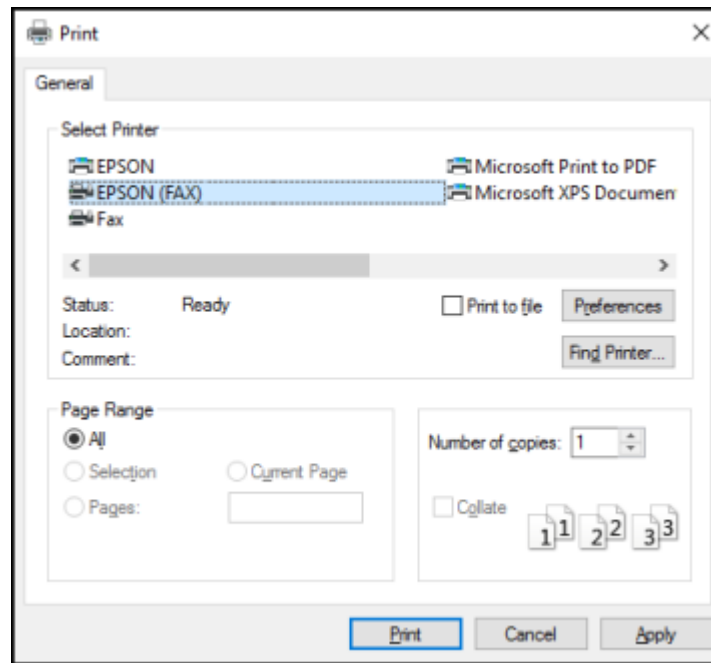 Print
General
Select Printer
EPSON
Microsoft Print to PDF
EPSON (FAX)
Microsoft XPS Documen
Fax
Status:
Ready
Print to file
Preferences
Location:
Comment:
Find Printer...
Page Range
All
Selection
Current Page
Pages:
Number of copies:
1
Collate
1 1 2 2 3 3
Print
Cancel
Apply